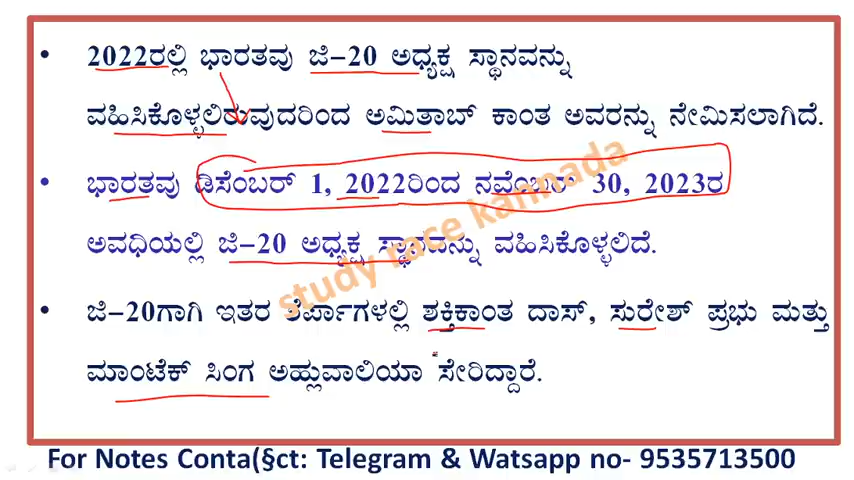 • 2022ರಲ್ಲಿ ಭಾರತವು ಜಿ-20 ಅಧ್ಯಕ್ಷ ಸ್ಥಾನವನ್ನು
ವಹಿಸಿಕೊಳ್ಳಲಿರುವುದರಿಂದ ಅಮಿತಾಬ್ ಕಾಂತ ಅವರನ್ನು ನೇಮಿಸಲಾಗಿದೆ.
• ಭಾರತವು ಡಿಸೆಂಬರ್ 1, 2022ರಿಂದ ನವೆಂಬರ್ 30, 2023ರ
ಅವಧಿಯಲ್ಲಿ ಜಿ-20 ಅಧ್ಯಕ್ಷ ಸ್ಥಾನವನ್ನು ವಹಿಸಿಕೊಳ್ಳಲಿದೆ.
• ಜಿ-20ಗಾಗಿ ಇತರ ಶೆರ್ಪಾಗಳಲ್ಲಿ ಶಕ್ತಿಕಾಂತ ದಾಸ್, ಸುರೇಶ್ ಪ್ರಭು ಮತ್ತು
ಮಾಂಟೆಕ್ ಸಿಂಗ ಅಹ್ಲುವಾಲಿಯಾ ಸೇರಿದ್ದಾರೆ.
study race kannada
For Notes Conta(§ct: Telegram & Watsapp no- 9535713500